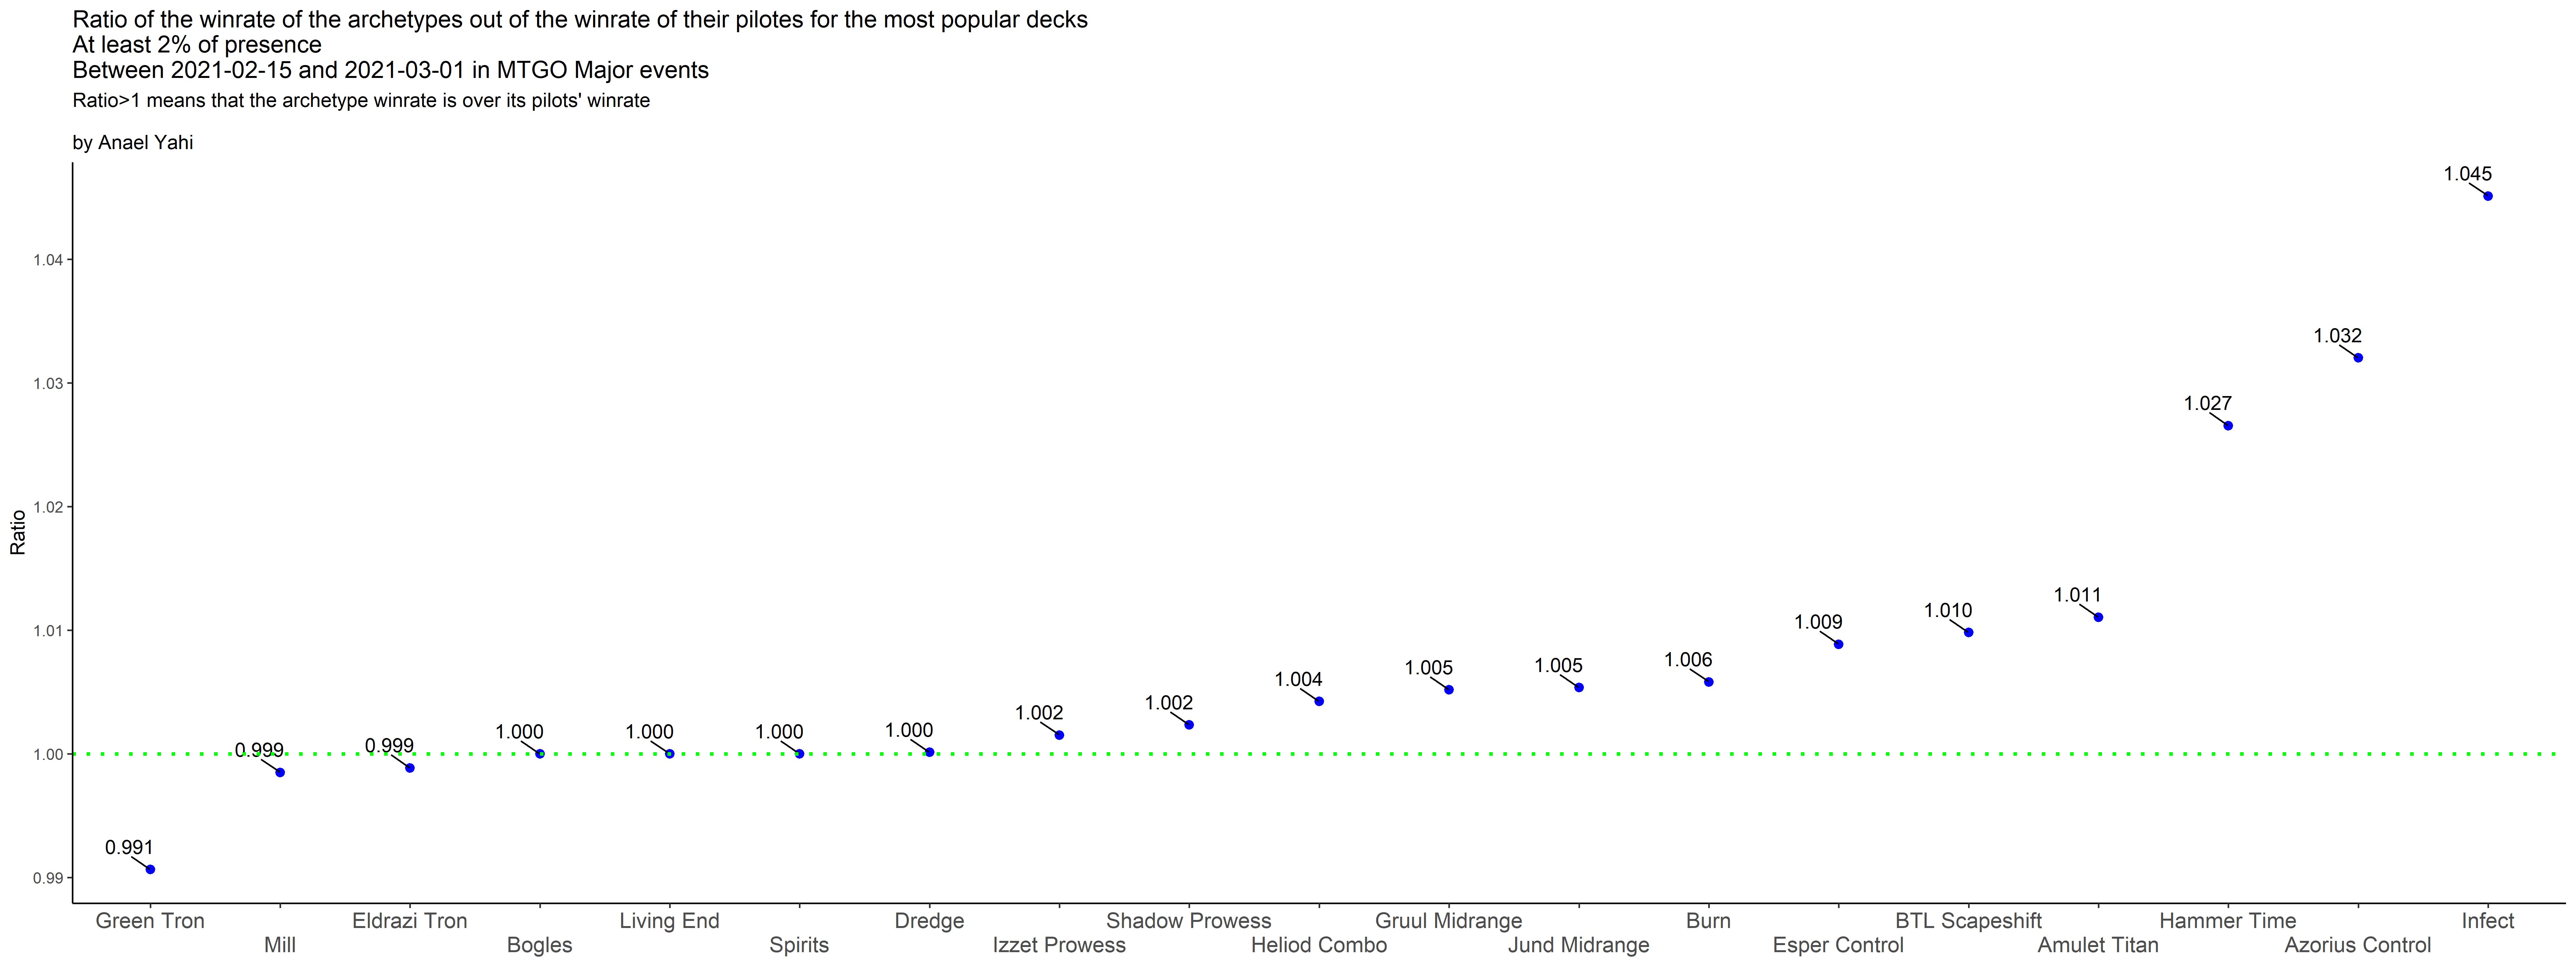 Ratio of the winrate of the archetypes out of the winrate of their pilotes for the most popular decks
At least 2% of presence
Between 2021-02-15 and 2021-03-01 in MTGO Major events
Ratio>1 means that the archetype winrate is over its pilots' winrate
by Anael Yahi
1.045
1.04
1.032
1.03
1.027
1.02
Ratio
1.011
1.010
1.009
1.01
1.006
1.005
1.005
1.004
1.002
1.002
1.000
1.000
1.000
1.000
0.999
0.999
1.00
0.991
0.99
Green Tron
Mill
Eldrazi Tron
Bogles
Living End
Spirits
Dredge
Izzet Prowess
Shadow Prowess
Heliod Combo
Gruul Midrange
Jund Midrange
Burn
Esper Control
BTL Scapeshift
Amulet Titan
Hammer Time
Azorius Control
Infect